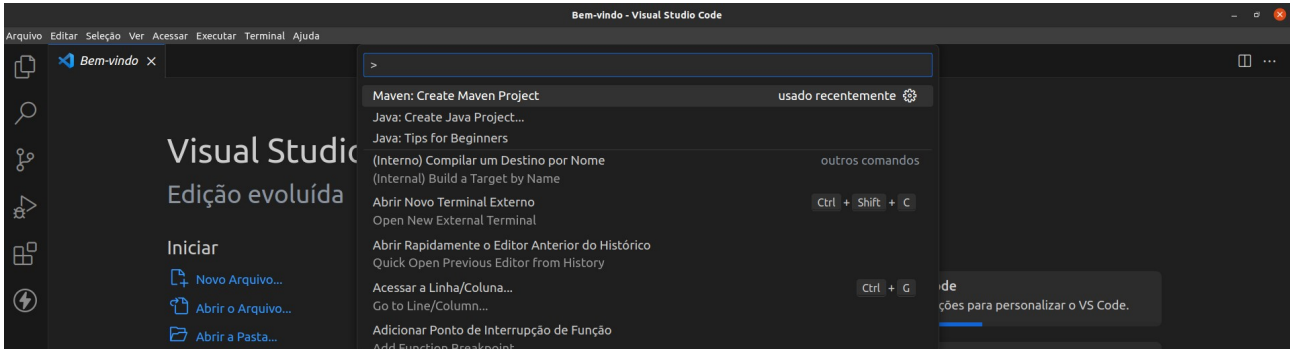 Bem-vindo - Visual Studio Code
Arquivo Editar Seleção Ver Acessar Executar Terminal Ajuda
Bem-vindo
>
Maven: Create Maven Project usado recentemente
Java: Create Java Project...
Java: Tips for Beginners
(Interno) Compilar um Destino por Nome outros comandos
(Internal) Build a Target by Name
Abrir Novo Terminal Externo Ctrl + Shift + C
Open New External Terminal
Abrir Rapidamente o Editor Anterior do Histórico
Quick Open Previous Editor from History
Acessar a Linha/Coluna... Ctrl + G
Go to Line/Column...
Adicionar Ponto de Interrupção de Função
Add Function Breakpoint
Visual Studio
Edição evoluída
Iniciar
Novo Arquivo...
Abrir o Arquivo...
Abrir a Pasta...
ode
ções para personalizar o VS Code.